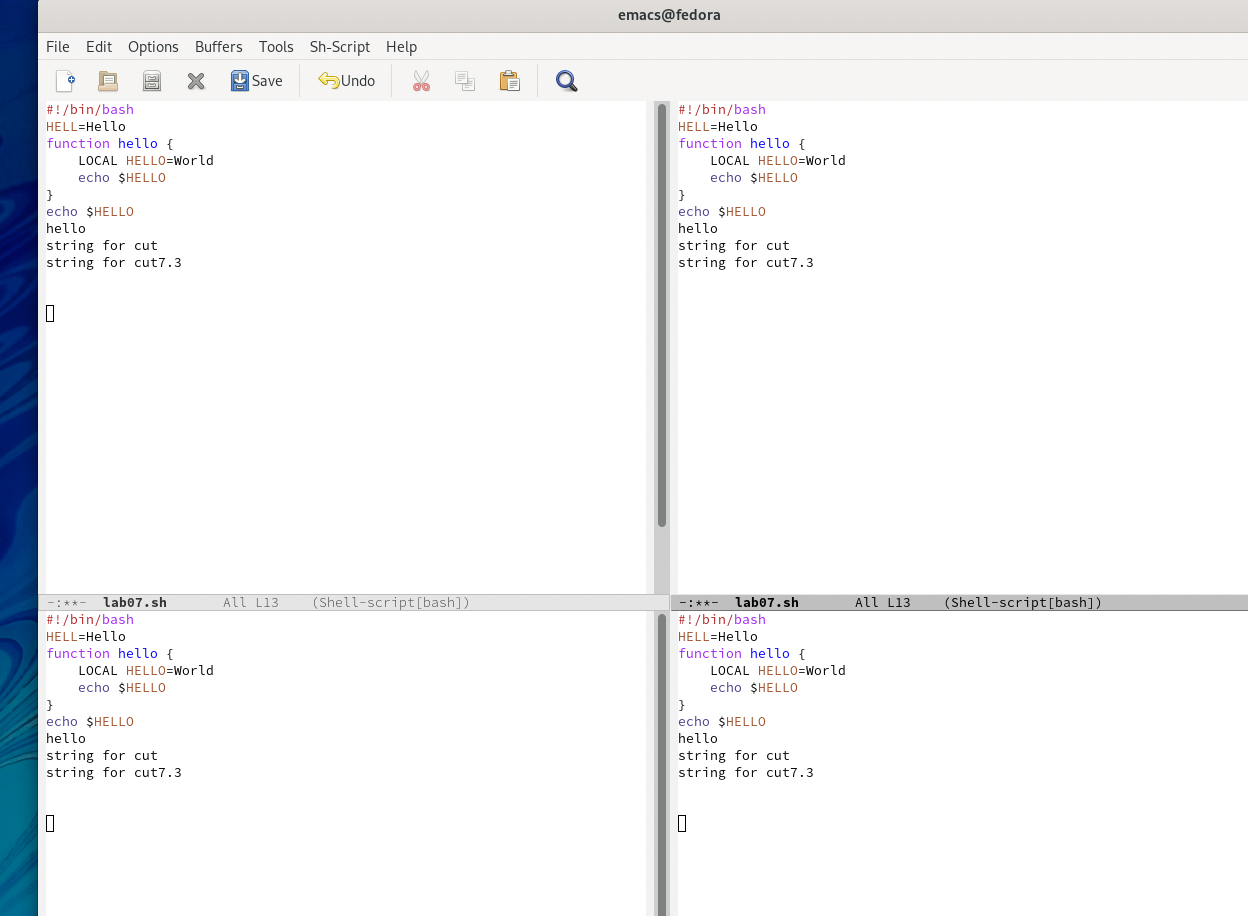 emacs@fedora
File Edit Options Buffers Tools Sh-Script Help
Save Undo
#!/bin/bash
HELL=Hello
function hello {
    LOCAL HELLO=World
    echo $HELLO
}
echo $HELLO
hello
string for cut
string for cut7.3
-:**-  lab07.sh       All L13    (Shell-script[bash])
#!/bin/bash
HELL=Hello
function hello {
    LOCAL HELLO=World
    echo $HELLO
}
echo $HELLO
hello
string for cut
string for cut7.3
-:**-  lab07.sh       All L13    (Shell-script[bash])
#!/bin/bash
HELL=Hello
function hello {
    LOCAL HELLO=World
    echo $HELLO
}
echo $HELLO
hello
string for cut
string for cut7.3
#!/bin/bash
HELL=Hello
function hello {
    LOCAL HELLO=World
    echo $HELLO
}
echo $HELLO
hello
string for cut
string for cut7.3